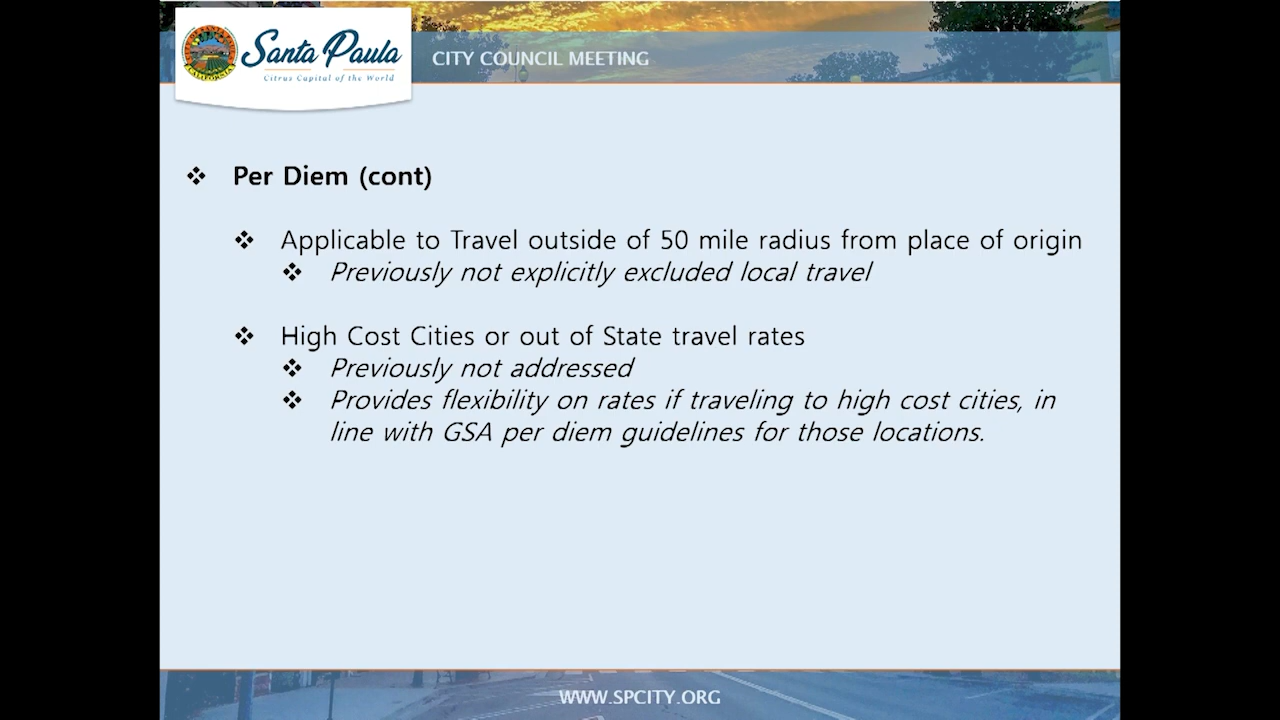 Santa Paula
Citrus Capital of the World
CALIFORNIA
CITY COUNCIL MEETING
❖ Per Diem (cont)
❖ Applicable to Travel outside of 50 mile radius from place of origin
❖ Previously not explicitly excluded local travel
❖ High Cost Cities or out of State travel rates
❖ Previously not addressed
❖ Provides flexibility on rates if traveling to high cost cities, in
line with GSA per diem guidelines for those locations.
WWW.SPCITY.ORG